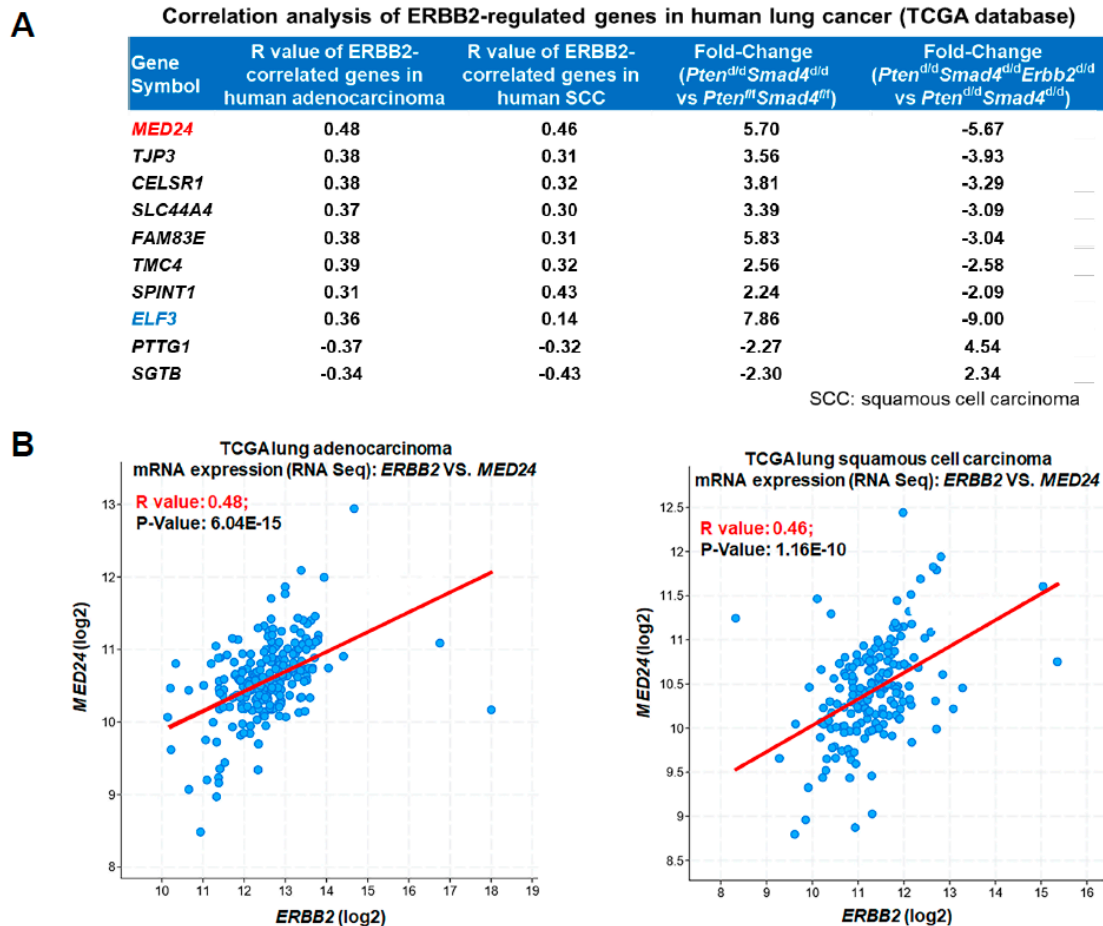 A
Correlation analysis of ERBB2-regulated genes in human lung cancer (TCGA database)
Gene Symbol R value of ERBB2-correlated genes in human adenocarcinoma R value of ERBB2-correlated genes in human SCC Fold-Change (Pten^d/d Smad4^d/d vs Pten^f/f Smad4^f/f) Fold-Change (Pten^d/d Smad4^d/d Erbb2^d/d vs Pten^d/d Smad4^d/d)
MED24 0.48 0.46 5.70 -5.67
TJP3 0.38 0.31 3.56 -3.93
CELSR1 0.38 0.32 3.81 -3.29
SLC44A4 0.37 0.30 3.39 -3.09
FAM83E 0.38 0.31 5.83 -3.04
TMC4 0.39 0.32 2.56 -2.58
SPINT1 0.31 0.43 2.24 -2.09
ELF3 0.36 0.14 7.86 -9.00
PTTG1 -0.37 -0.32 -2.27 4.54
SGTB -0.34 -0.43 -2.30 2.34
SCC: squamous cell carcinoma
B
TCGA lung adenocarcinoma
mRNA expression (RNA Seq): ERBB2 VS. MED24
R value: 0.48;
P-Value: 6.04E-15
MED24 (log2)
13
12
11
10
9
8
10 11 12 13 14 15 16 17 18 19
ERBB2 (log2)
TCGA lung squamous cell carcinoma
mRNA expression (RNA Seq): ERBB2 VS. MED24
R value: 0.46;
P-Value: 1.16E-10
MED24 (log2)
12.5
12
11.5
11
10.5
10
9.5
9
8.5
8 9 10 11 12 13 14 15 16
ERBB2 (log2)